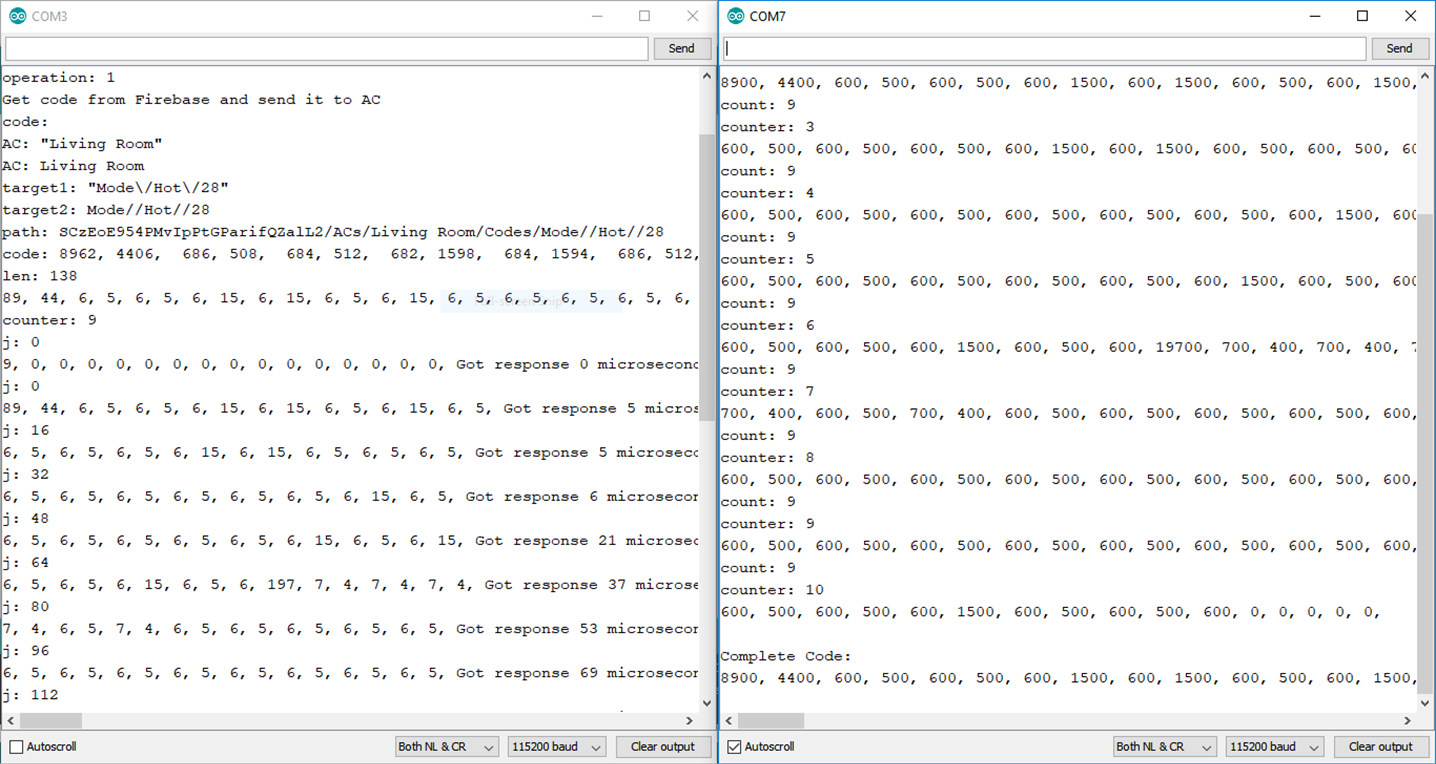 COM3
Send
operation: 1
Get code from Firebase and send it to AC
code:
AC: "Living Room"
AC: Living Room
target1: "Mode\/Hot\/28"
target2: Mode//Hot//28
path: SCzEoE954PMvIpPtGParifQZalL2/ACs/Living Room/Codes/Mode//Hot//28
code: 8962, 4406,  686, 508,  684, 512,  682, 1598,  684, 1594,  686, 512,
len: 138
89, 44, 6, 5, 6, 5, 6, 15, 6, 15, 6, 5, 6, 15, 6, 5, 6, 5, 6, 5, 6, 5, 6,
counter: 9
j: 0
9, 0, 0, 0, 0, 0, 0, 0, 0, 0, 0, 0, 0, 0, 0, 0, Got response 0 microsecon
j: 0
89, 44, 6, 5, 6, 5, 6, 15, 6, 15, 6, 5, 6, 15, 6, 5, Got response 5 micros
j: 16
6, 5, 6, 5, 6, 5, 6, 15, 6, 15, 6, 5, 6, 5, 6, 5, Got response 5 microsec
j: 32
6, 5, 6, 5, 6, 5, 6, 5, 6, 5, 6, 5, 6, 15, 6, 5, Got response 6 microsecon
j: 48
6, 5, 6, 5, 6, 5, 6, 5, 6, 5, 6, 15, 6, 5, 6, 15, Got response 21 microsec
j: 64
6, 5, 6, 5, 6, 15, 6, 5, 6, 197, 7, 4, 7, 4, 7, 4, Got response 37 microse
j: 80
7, 4, 6, 5, 7, 4, 6, 5, 6, 5, 6, 5, 6, 5, 6, 5, Got response 53 microsecon
j: 96
6, 5, 6, 5, 6, 5, 6, 5, 6, 5, 6, 5, 6, 5, 6, 5, Got response 69 microsecon
j: 112
Autoscroll
Both NL & CR
115200 baud
Clear output
COM7
Send
8900, 4400, 600, 500, 600, 500, 600, 1500, 600, 1500, 600, 500, 600, 1500,
count: 9
counter: 3
600, 500, 600, 500, 600, 500, 600, 1500, 600, 1500, 600, 500, 600, 500, 60
count: 9
counter: 4
600, 500, 600, 500, 600, 500, 600, 500, 600, 500, 600, 500, 600, 1500, 600
count: 9
counter: 5
600, 500, 600, 500, 600, 500, 600, 500, 600, 500, 600, 1500, 600, 500, 600
count: 9
counter: 6
600, 500, 600, 500, 600, 1500, 600, 500, 600, 19700, 700, 400, 700, 400, 7
count: 9
counter: 7
700, 400, 600, 500, 700, 400, 600, 500, 600, 500, 600, 500, 600, 500, 600,
count: 9
counter: 8
600, 500, 600, 500, 600, 500, 600, 500, 600, 500, 600, 500, 600, 500, 600,
count: 9
counter: 9
600, 500, 600, 500, 600, 500, 600, 500, 600, 500, 600, 500, 600, 500, 600,
count: 9
counter: 10
600, 500, 600, 500, 600, 1500, 600, 500, 600, 500, 600, 0, 0, 0, 0, 0,
Complete Code:
8900, 4400, 600, 500, 600, 500, 600, 1500, 600, 1500, 600, 500, 600, 1500,
Autoscroll
Both NL & CR
115200 baud
Clear output